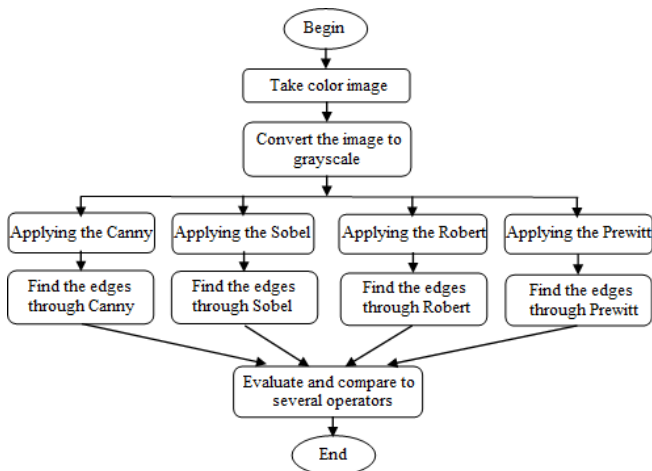 Begin
Take color image
Convert the image to
grayscale
Applying the Canny
Applying the Sobel
Applying the Robert
Applying the Prewitt
Find the edges
through Canny
Find the edges
through Sobel
Find the edges
through Robert
Find the edges
through Prewitt
Evaluate and compare to
several operators
End